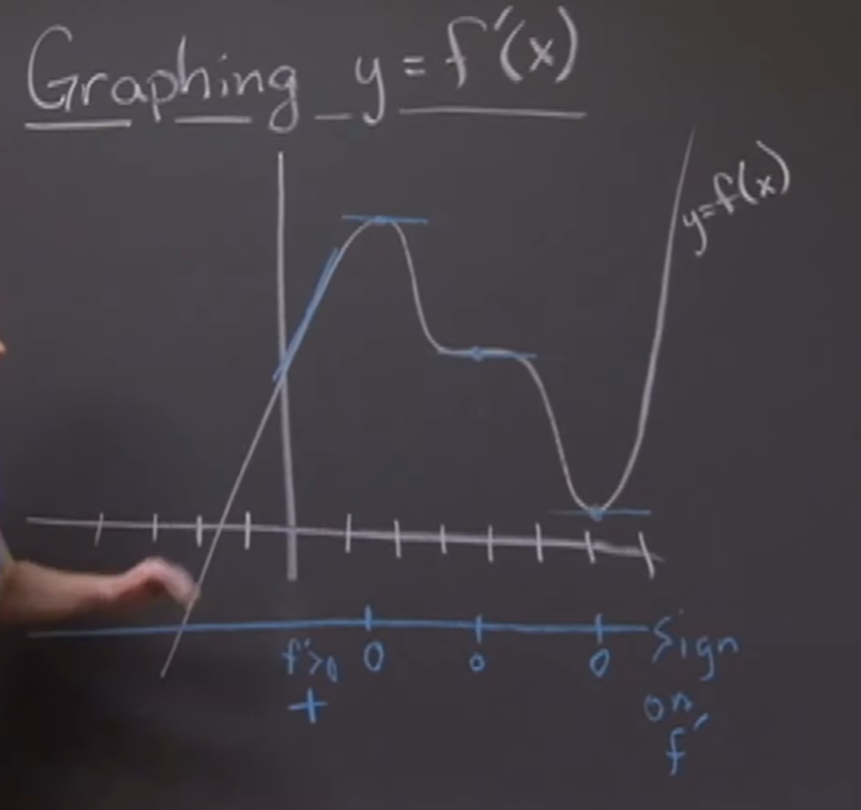 Graphing y = f'(x)
y=f(x)
f'>0 0 0 0 Sign
+ on
f'